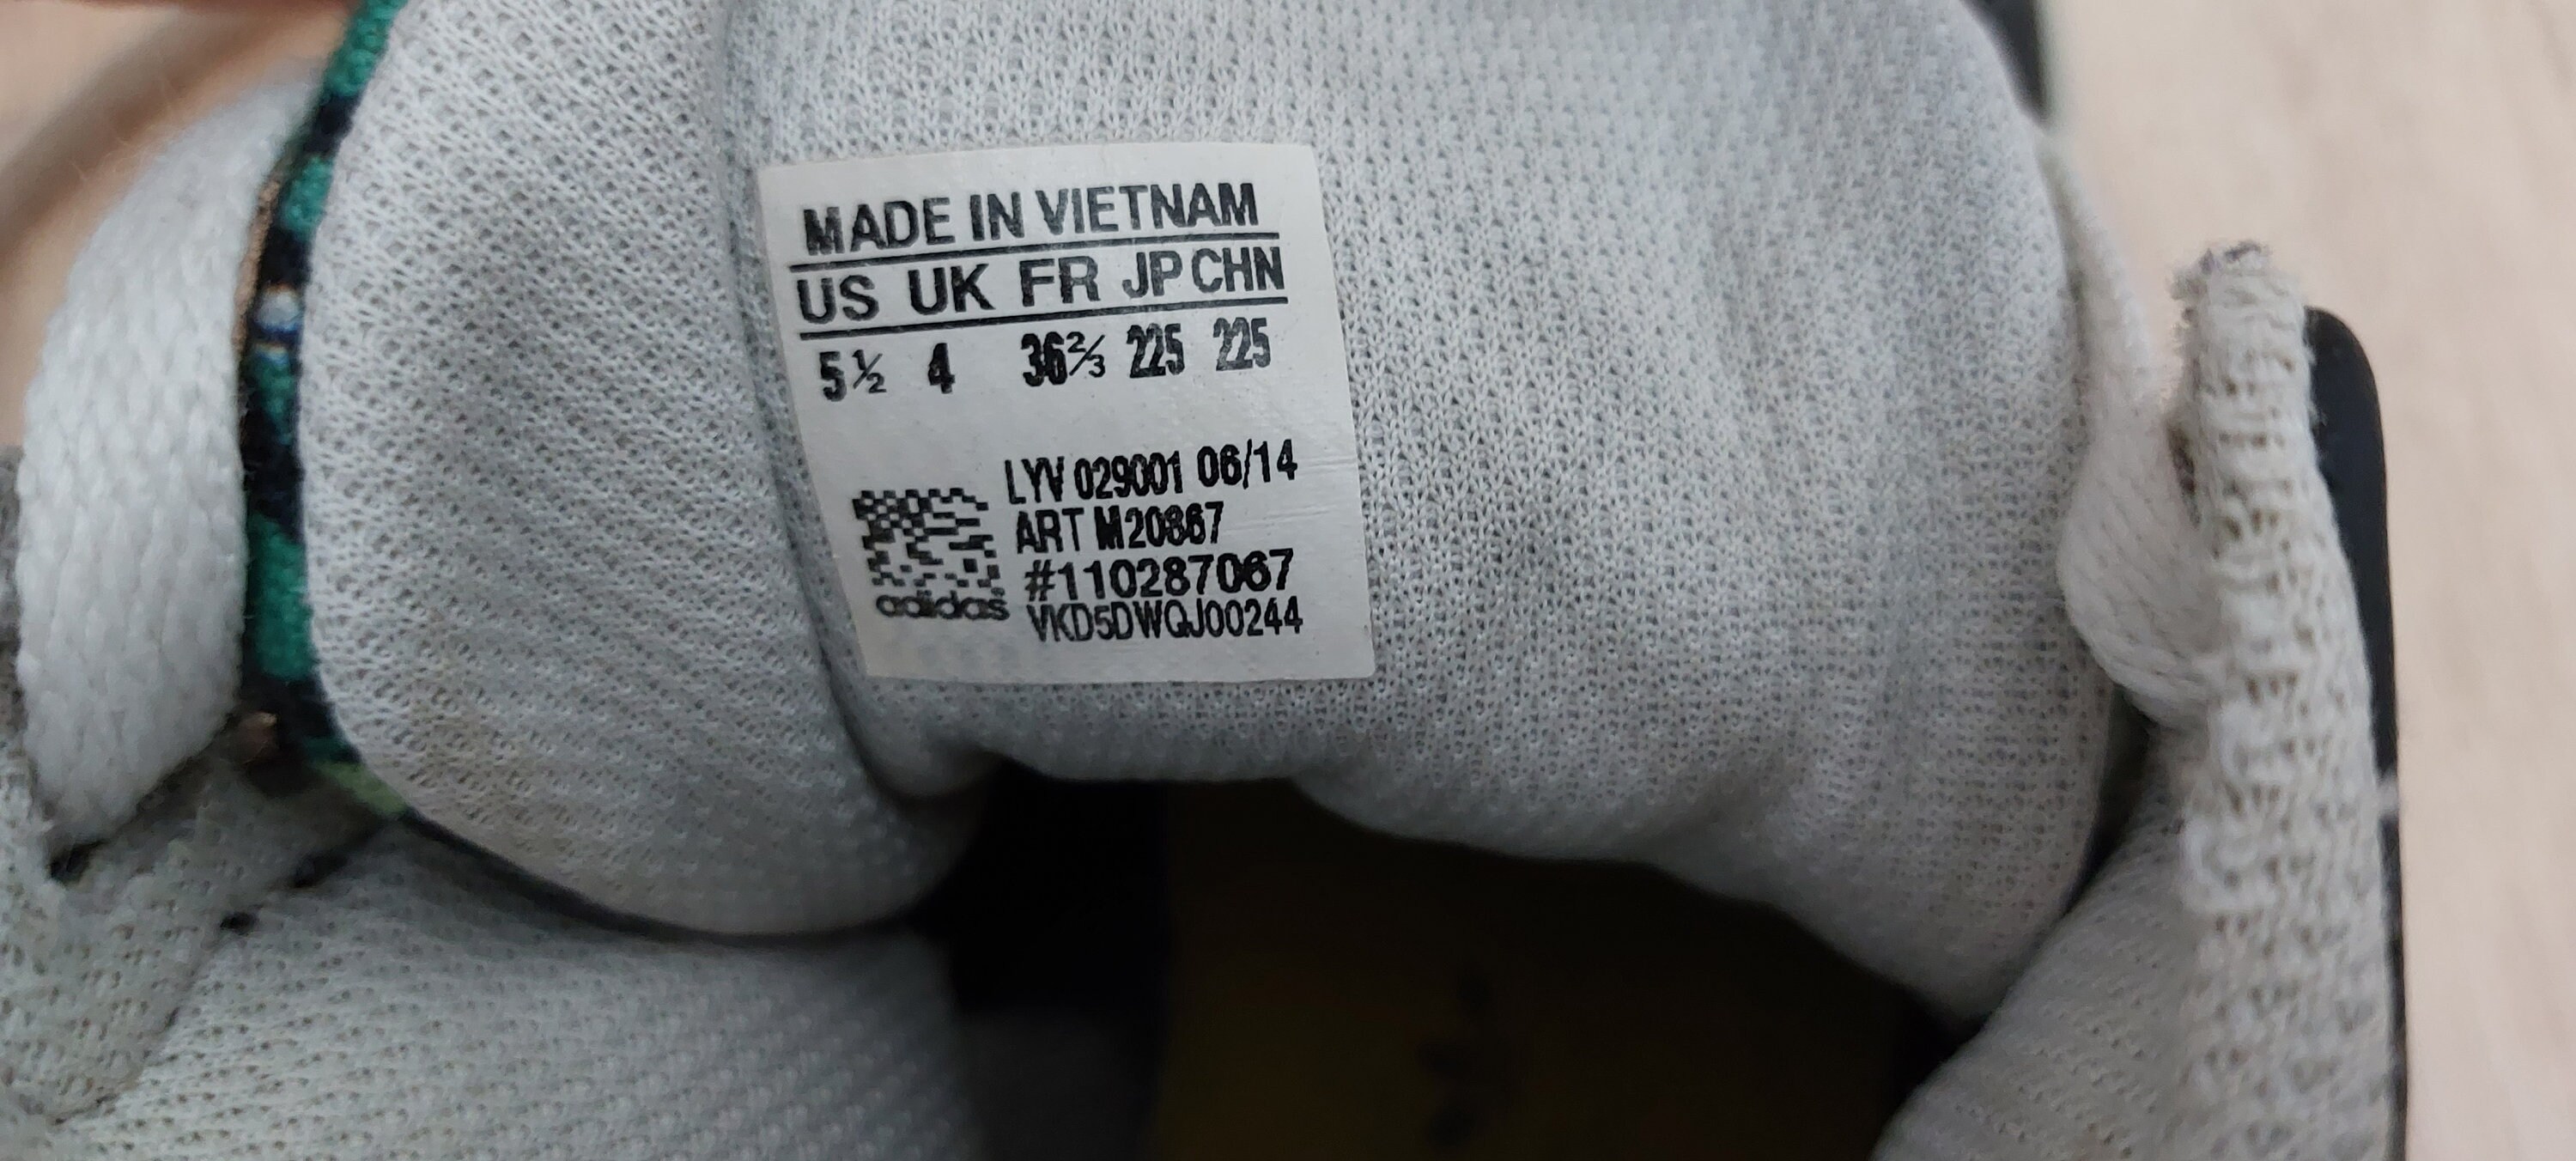 MADE IN VIETNAM
US UK FR JP CHN
5½ 4 36⅔ 225 225
LYV 029001 06/14
ART M20867
#110287067
adidas
VKD5DWQJ00244